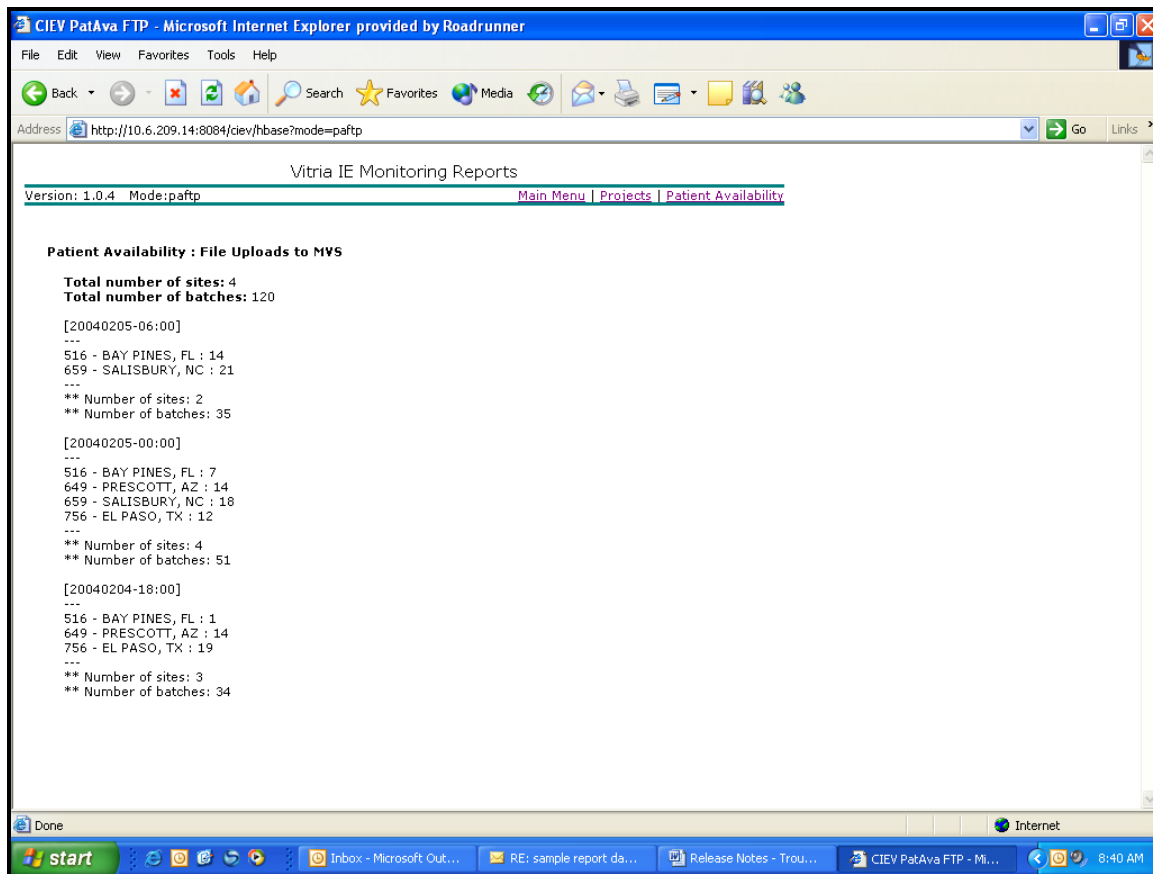 CIEV PatAva FTP - Microsoft Internet Explorer provided by Roadrunner
File Edit View Favorites Tools Help
Back Search Favorites Media
Address http://10.6.209.14:8084/ciev/hbase?mode=paftp Go Links
Vitria IE Monitoring Reports
Version: 1.0.4 Mode:paftp Main Menu | Projects | Patient Availability
Patient Availability : File Uploads to MVS
Total number of sites: 4
Total number of batches: 120
[20040205-06:00]
---
516 - BAY PINES, FL : 14
659 - SALISBURY, NC : 21
---
** Number of sites: 2
** Number of batches: 35
[20040205-00:00]
---
516 - BAY PINES, FL : 7
649 - PRESCOTT, AZ : 14
659 - SALISBURY, NC : 18
756 - EL PASO, TX : 12
---
** Number of sites: 4
** Number of batches: 51
[20040204-18:00]
---
516 - BAY PINES, FL : 1
649 - PRESCOTT, AZ : 14
756 - EL PASO, TX : 19
---
** Number of sites: 3
** Number of batches: 34
Done Internet
start Inbox - Microsoft Out... RE: sample report da... Release Notes - Trou... CIEV PatAva FTP - Mi... 8:40 AM